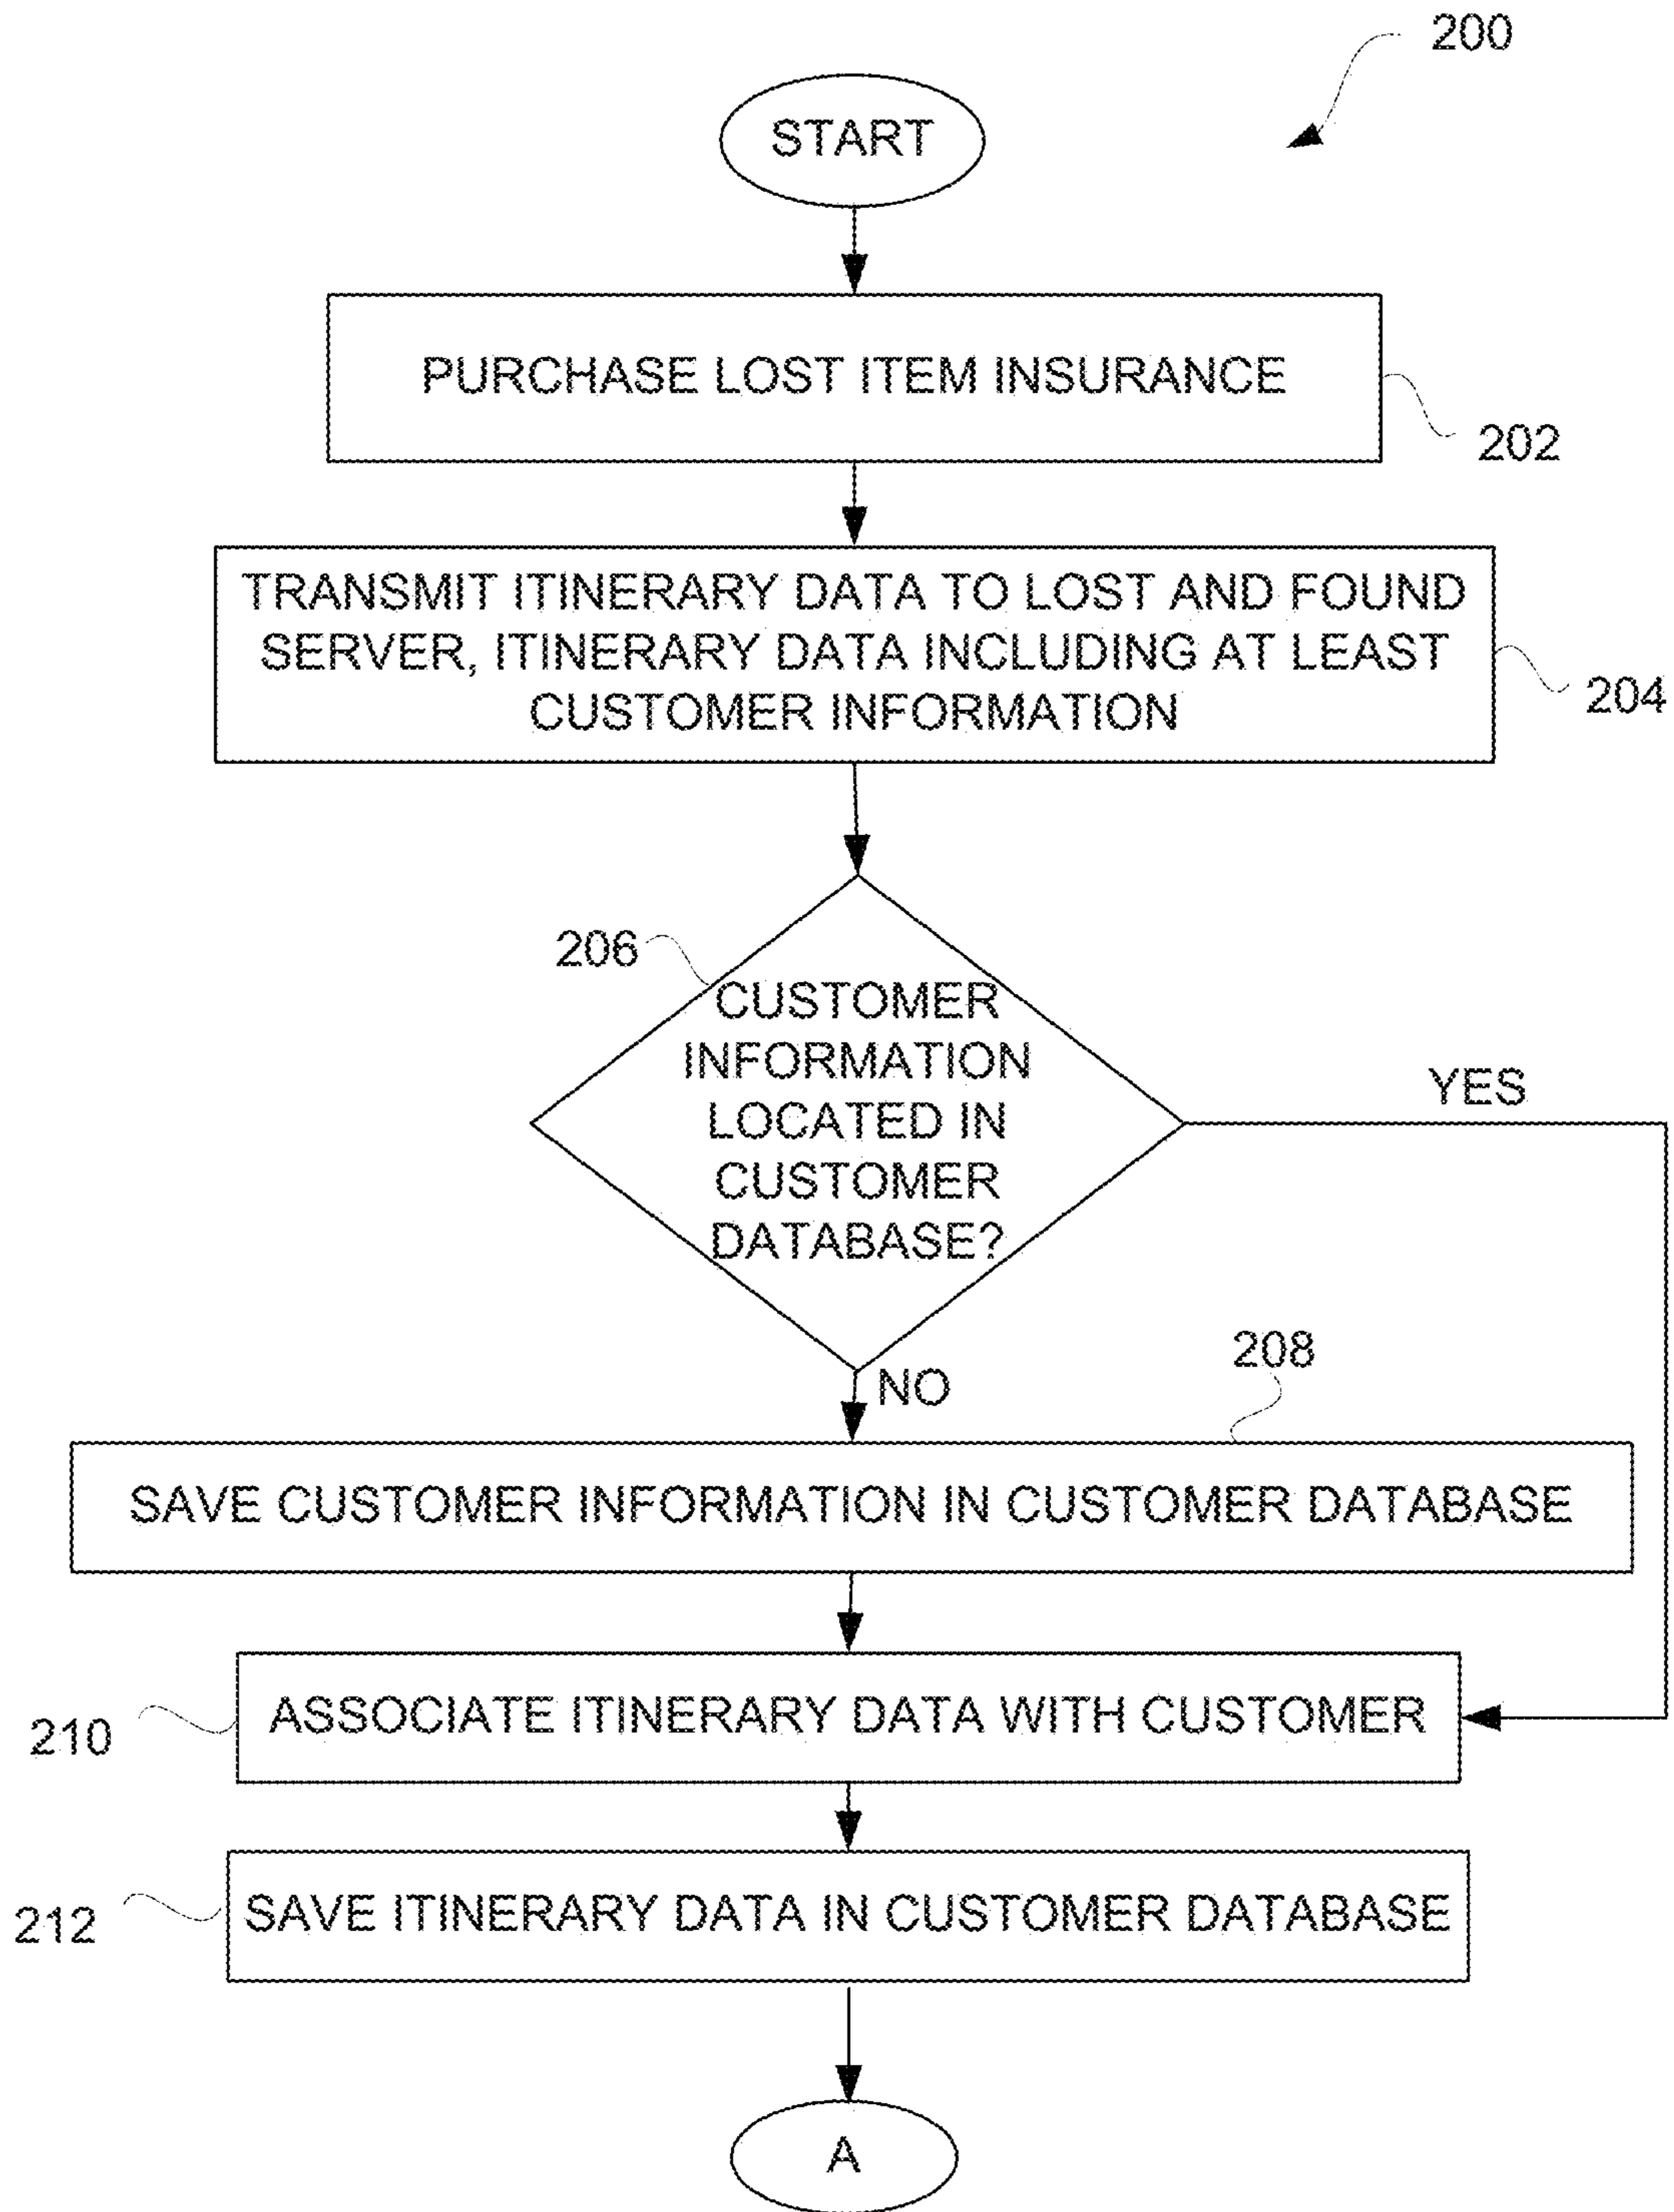 200
START
PURCHASE LOST ITEM INSURANCE
202
TRANSMIT ITINERARY DATA TO LOST AND FOUND
SERVER, ITINERARY DATA INCLUDING AT LEAST
CUSTOMER INFORMATION
204
206
CUSTOMER
INFORMATION
LOCATED IN
CUSTOMER
DATABASE?
YES
NO
208
SAVE CUSTOMER INFORMATION IN CUSTOMER DATABASE
ASSOCIATE ITINERARY DATA WITH CUSTOMER
210
SAVE ITINERARY DATA IN CUSTOMER DATABASE
212
A